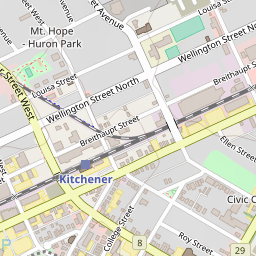 Mt. Hope
- Huron Park
Avenue
Louisa Street
Louisa Street
Wellington Street North
Wellington Street North
Breithaupt
Breithaupt Street
Street West
Ellen Street
Kitchener
Civic C
College Street
Roy Street
8
29
P